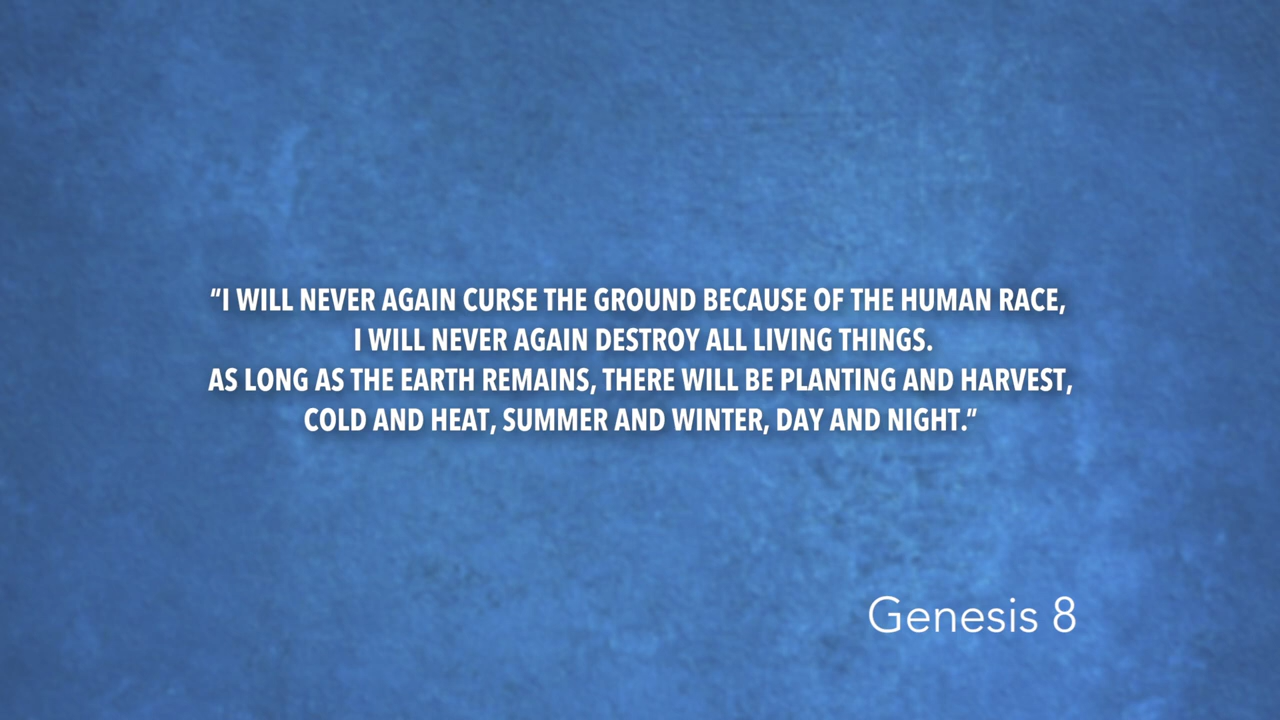 “I WILL NEVER AGAIN CURSE THE GROUND BECAUSE OF THE HUMAN RACE,
I WILL NEVER AGAIN DESTROY ALL LIVING THINGS.
AS LONG AS THE EARTH REMAINS, THERE WILL BE PLANTING AND HARVEST,
COLD AND HEAT, SUMMER AND WINTER, DAY AND NIGHT.”
Genesis 8